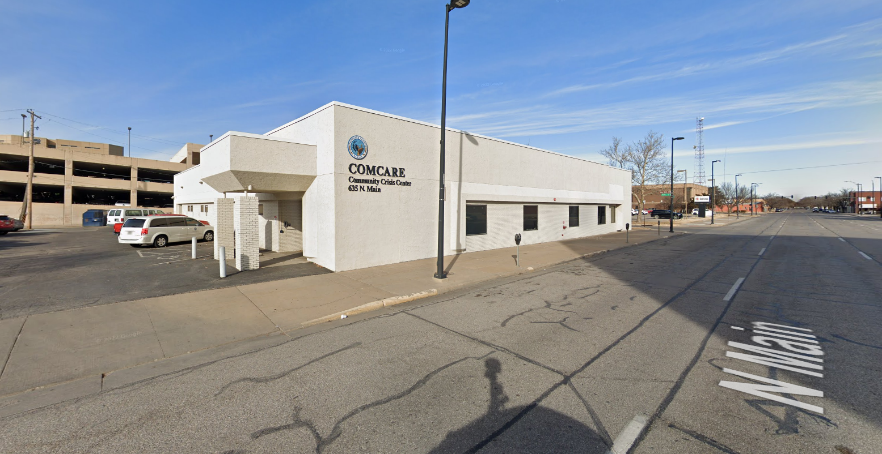 COMCARE
Community Crisis Center
635 N. Main
N Main